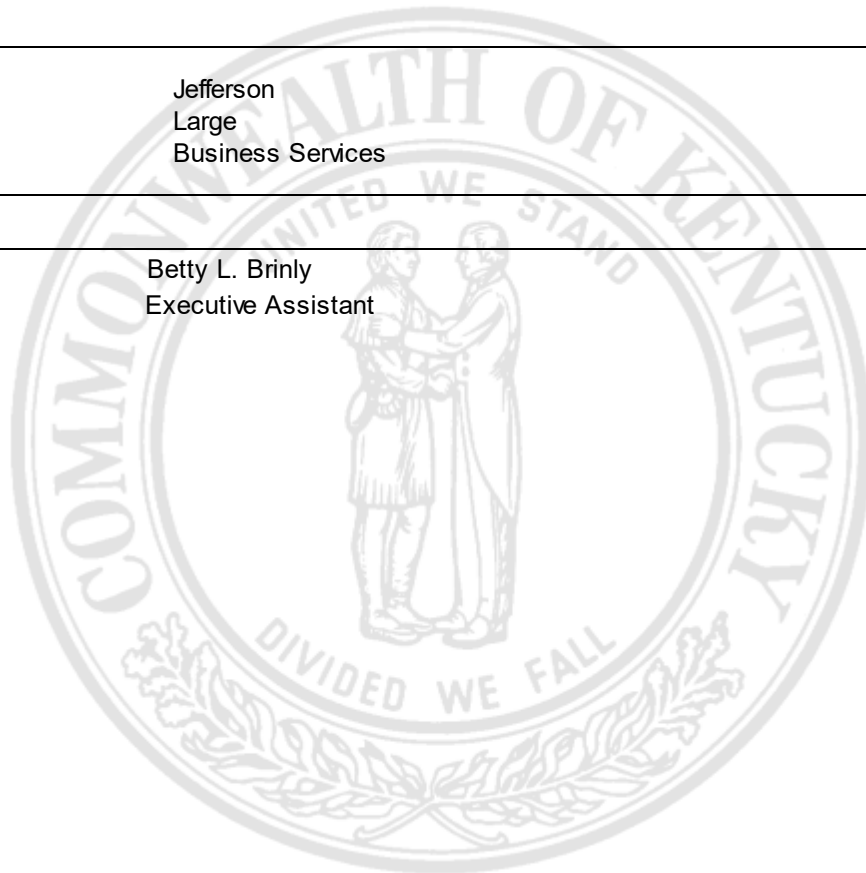 Jefferson
Large
Business Services
Betty L. Brinly
Executive Assistant
COMMONWEALTH OF KENTUCKY
UNITED WE STAND
DIVIDED WE FALL